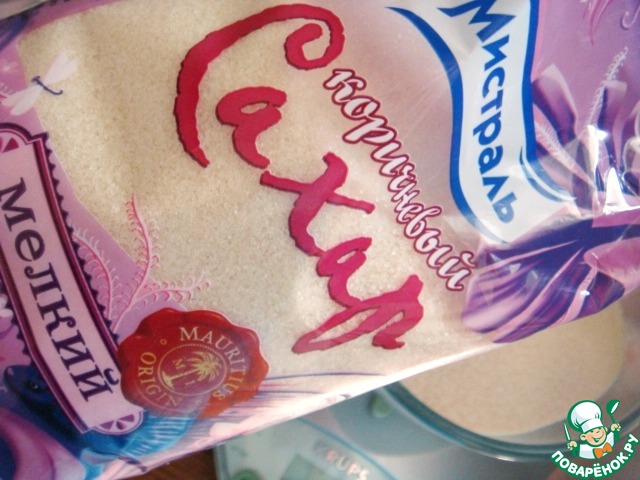 Мистраль
коричневый
Сахар
мелкий
MAURITIUS
ORIGIN
ПОВАРЁНОК.РУ